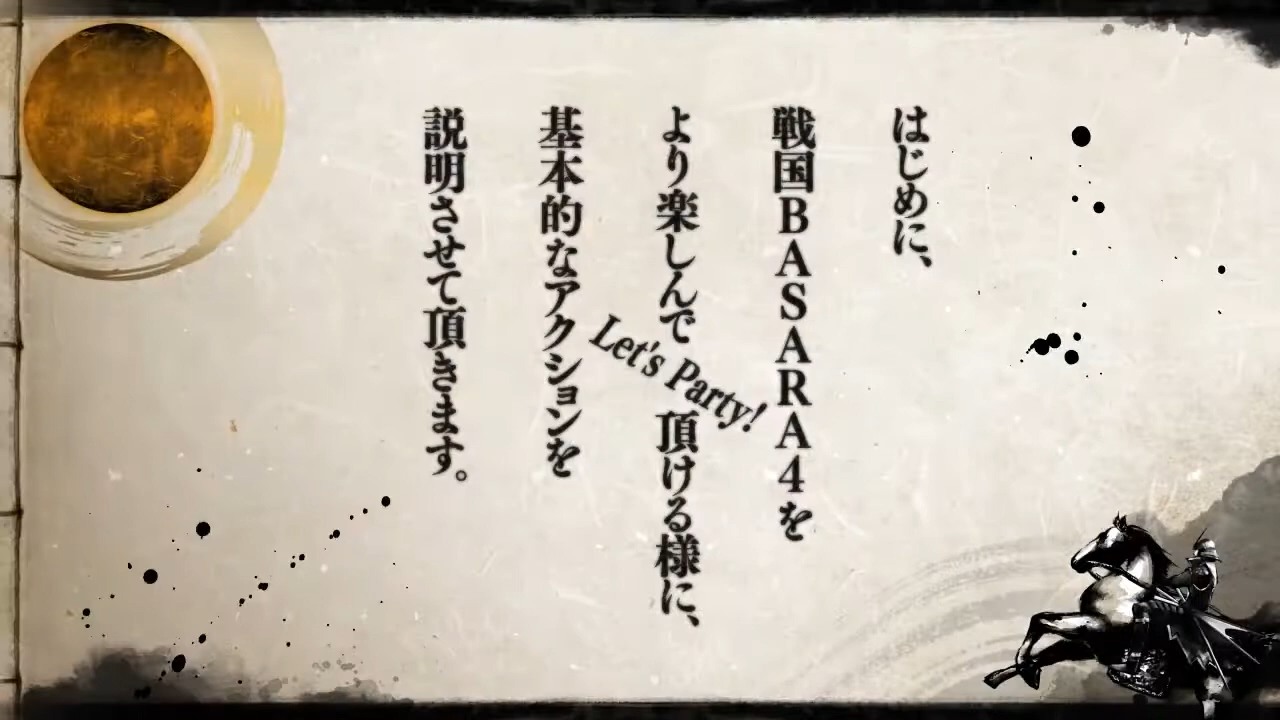 はじめに、
戦国BASARA4を
より楽しんで頂ける様に、
Let's Party!
基本的なアクションを
説明させて頂きます。